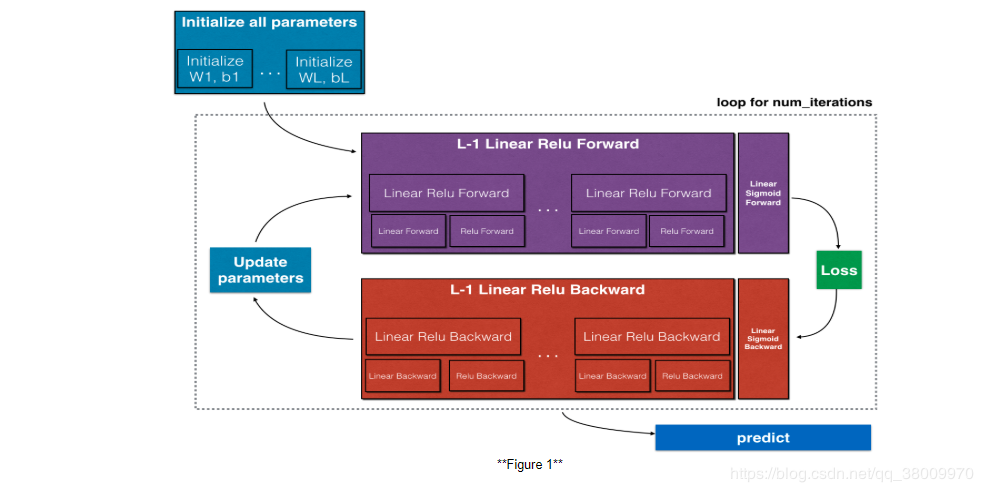 Initialize all parameters
Initialize
W1, b1
...
Initialize
WL, bL
loop for num_iterations
L-1 Linear Relu Forward
Linear Relu Forward
...
Linear Relu Forward
Linear Forward
Relu Forward
Linear Forward
Relu Forward
Linear
Sigmoid
Forward
Update
parameters
Loss
L-1 Linear Relu Backward
Linear Relu Backward
...
Linear Relu Backward
Linear Backward
Relu Backward
Linear Backward
Relu Backward
Linear
Sigmoid
Backward
predict
**Figure 1**
https://blog.csdn.net/qq_38009970